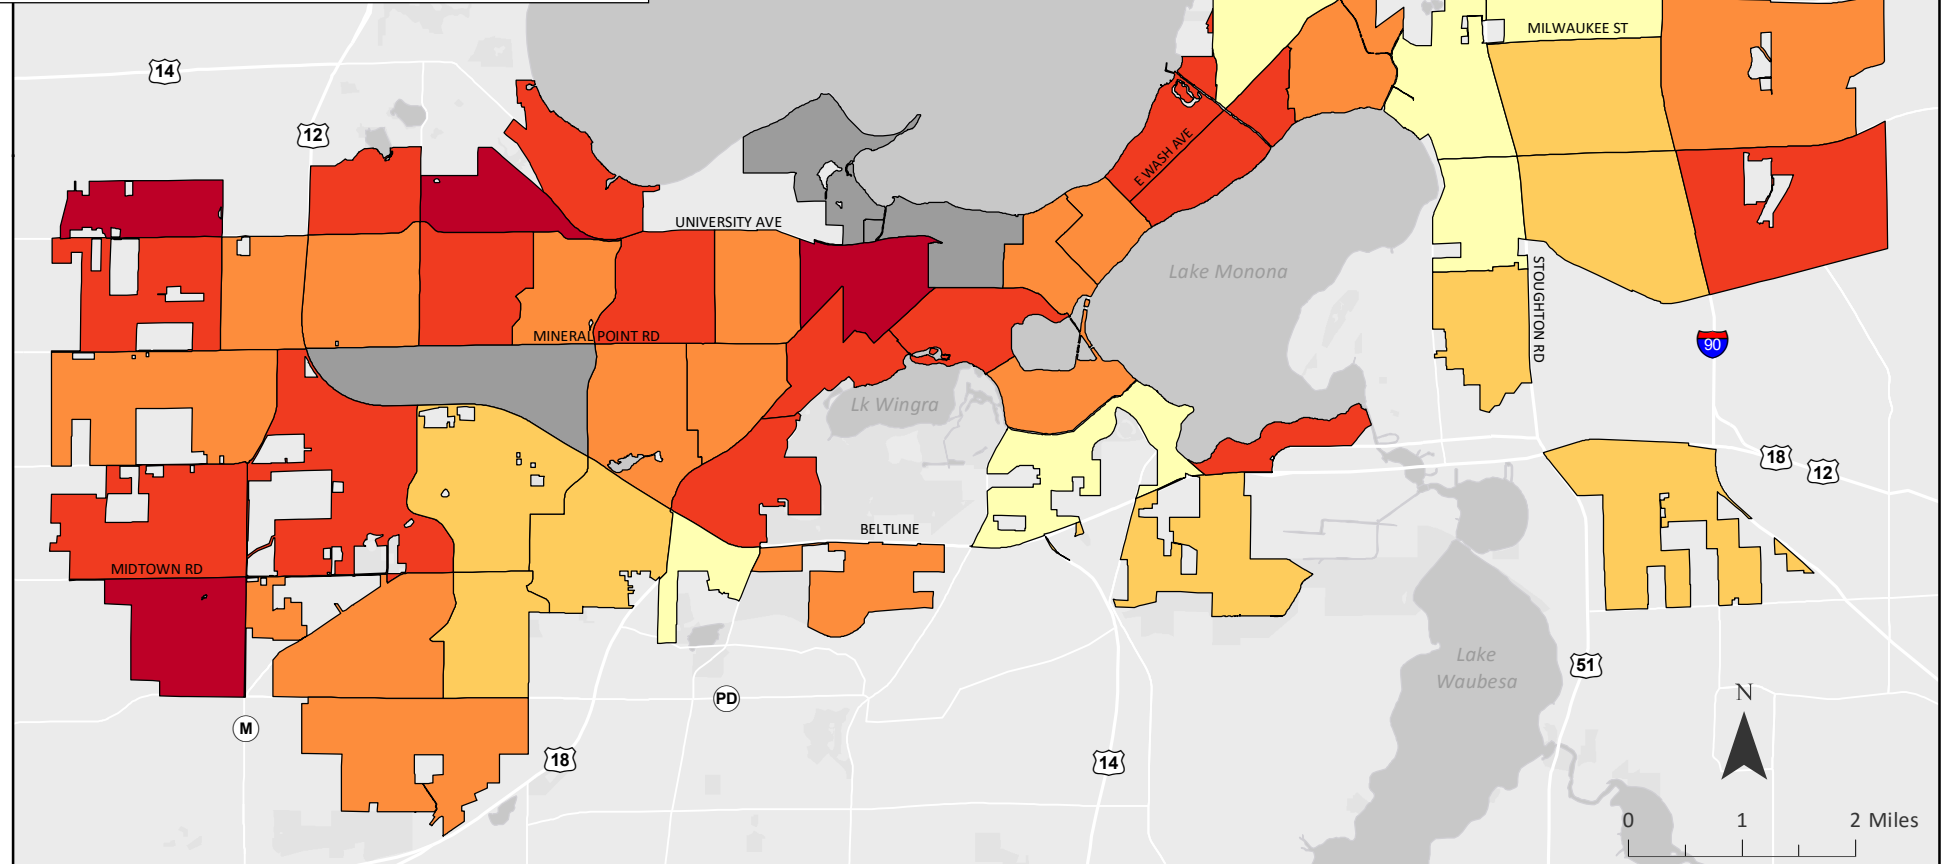 MILWAUKEE ST
14
12
E WASH AVE
UNIVERSITY AVE
Lake Monona
STOUGHTON RD
MINERAL POINT RD
90
Lk Wingra
18
12
BELTLINE
MIDTOWN RD
Lake
Waubesa
51
N
PD
M
18
14
0 1 2 Miles